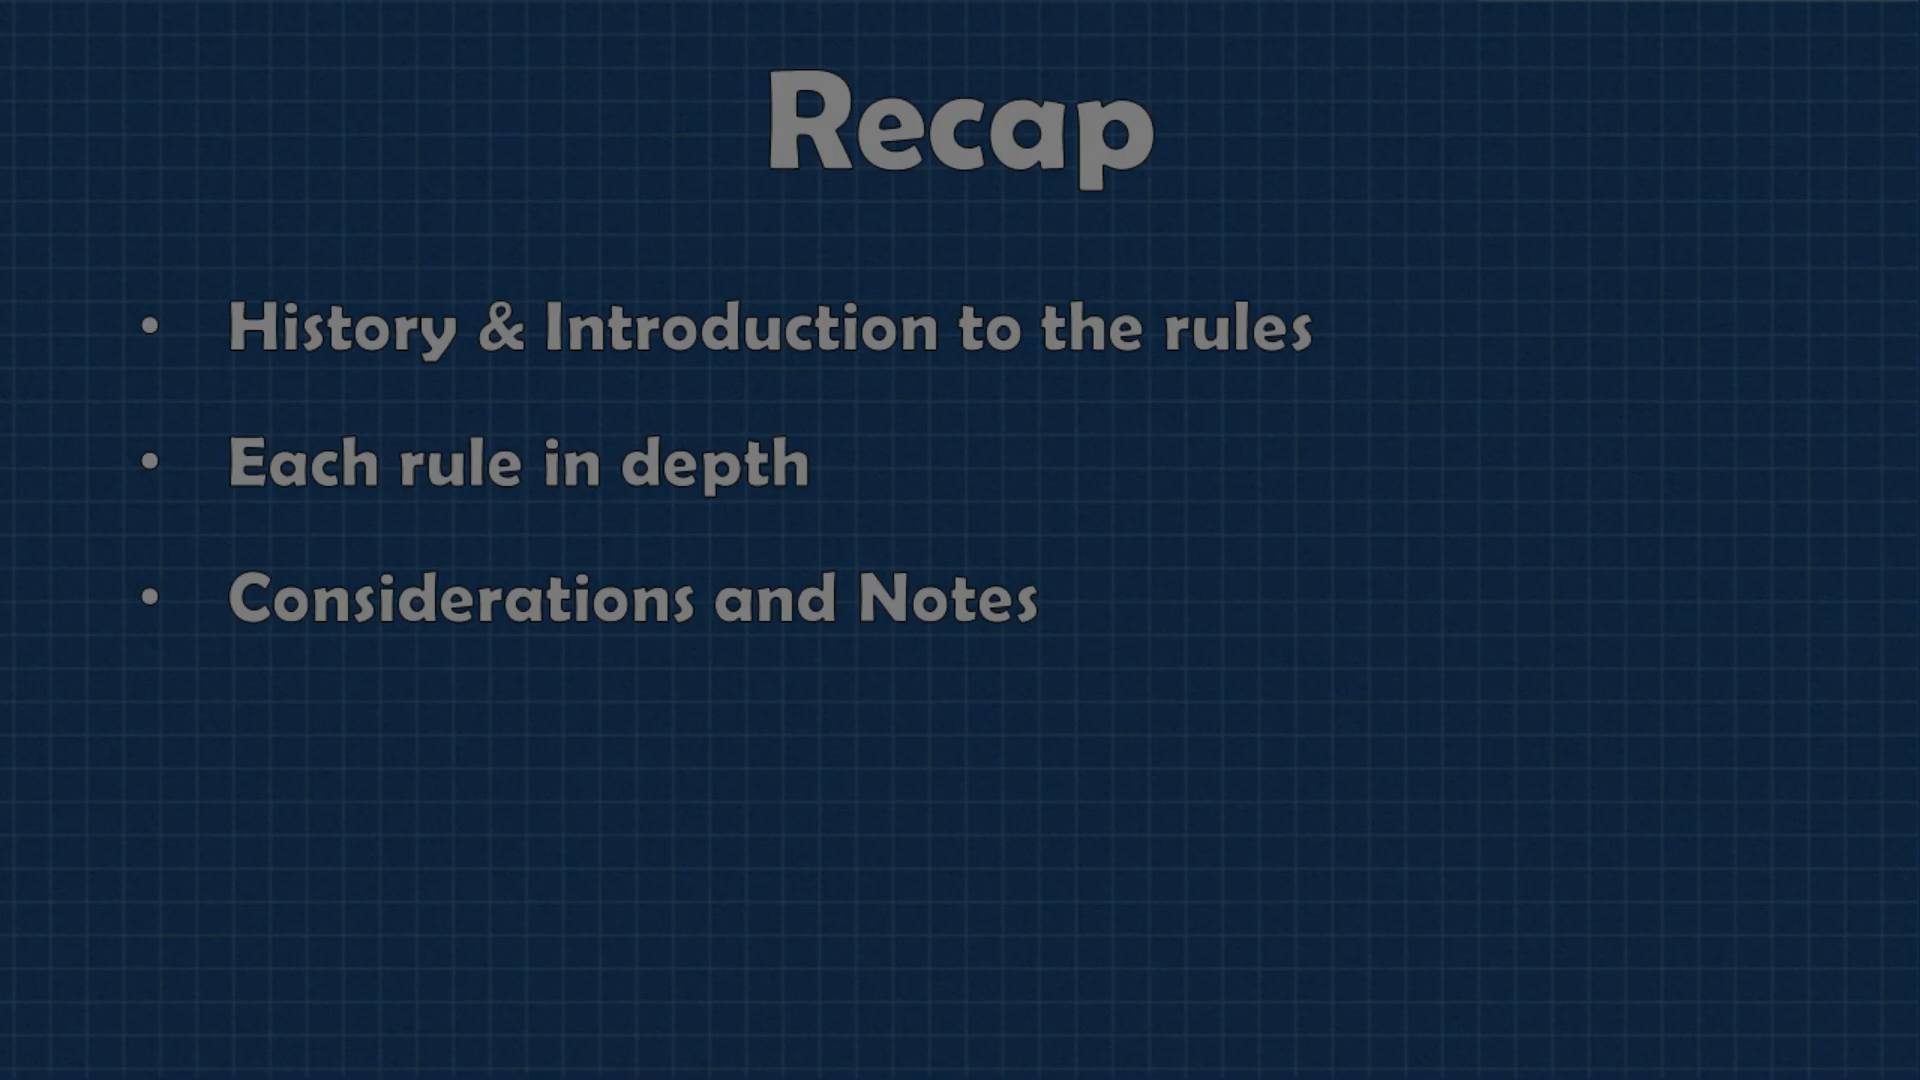 Recap
• History & Introduction to the rules
• Each rule in depth
• Considerations and Notes